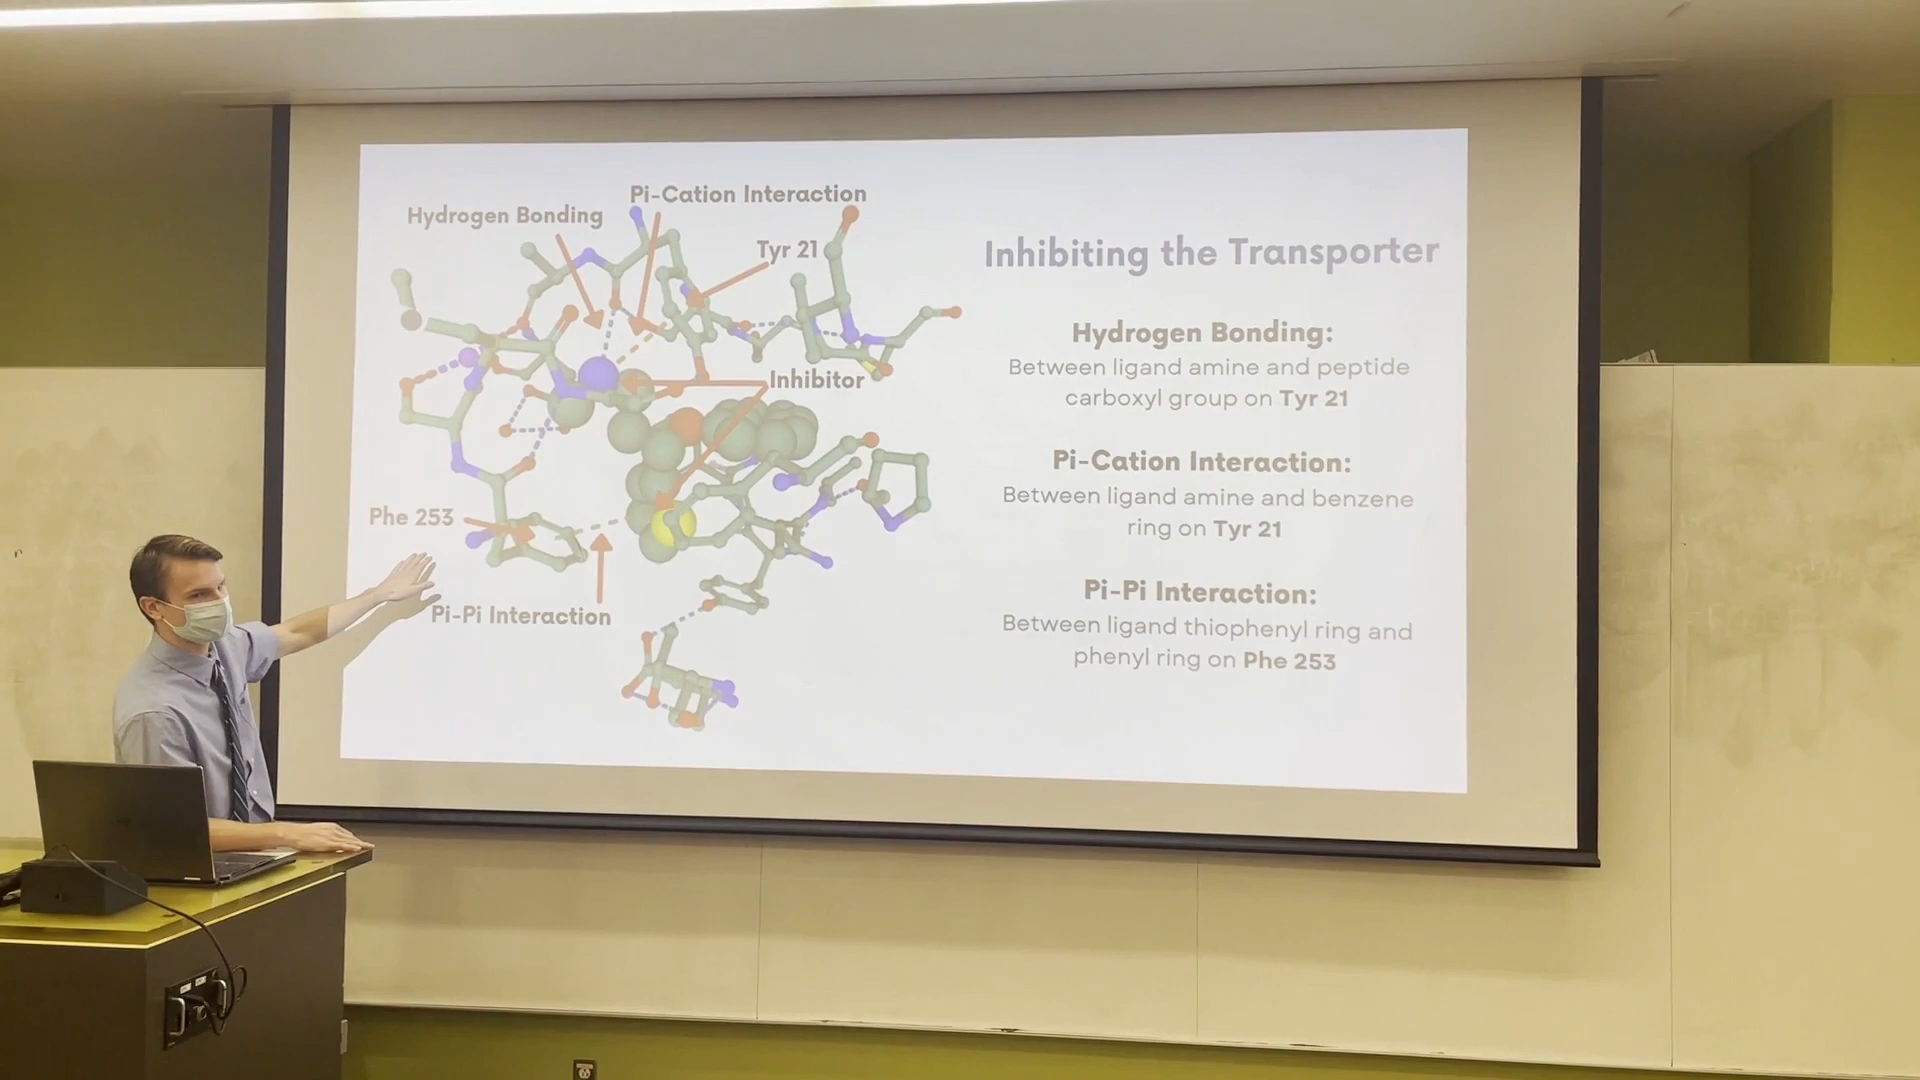 Pi-Cation Interaction
Hydrogen Bonding
Tyr 21
Inhibitor
Phe 253
Pi-Pi Interaction
Inhibiting the Transporter
Hydrogen Bonding:
Between ligand amine and peptide
carboxyl group on Tyr 21
Pi-Cation Interaction:
Between ligand amine and benzene
ring on Tyr 21
Pi-Pi Interaction:
Between ligand thiophenyl ring and
phenyl ring on Phe 253